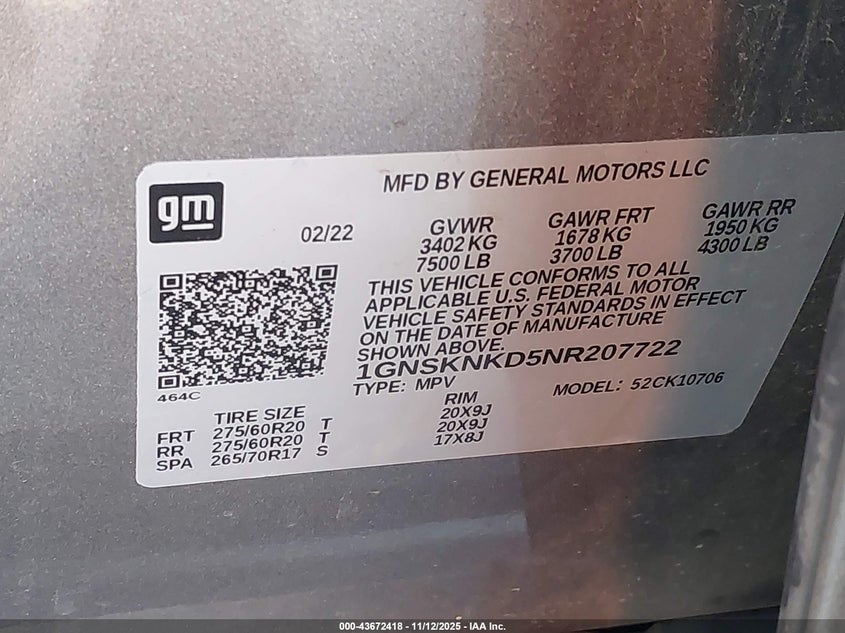 gm
MFD BY GENERAL MOTORS LLC
02/22
GVWR GAWR FRT GAWR RR
3402 KG 1678 KG 1950 KG
7500 LB 3700 LB 4300 LB
THIS VEHICLE CONFORMS TO ALL
APPLICABLE U.S. FEDERAL MOTOR
VEHICLE SAFETY STANDARDS IN EFFECT
ON THE DATE OF MANUFACTURE
SHOWN ABOVE.
1GNSKNKD5NR207722
464C
TYPE: MPV MODEL: 52CK10706
TIRE SIZE RIM
FRT 275/60R20 T 20X9J
RR 275/60R20 T 20X9J
SPA 265/70R17 S 17X8J
000-43672418 - 11/12/2025 - IAA Inc.